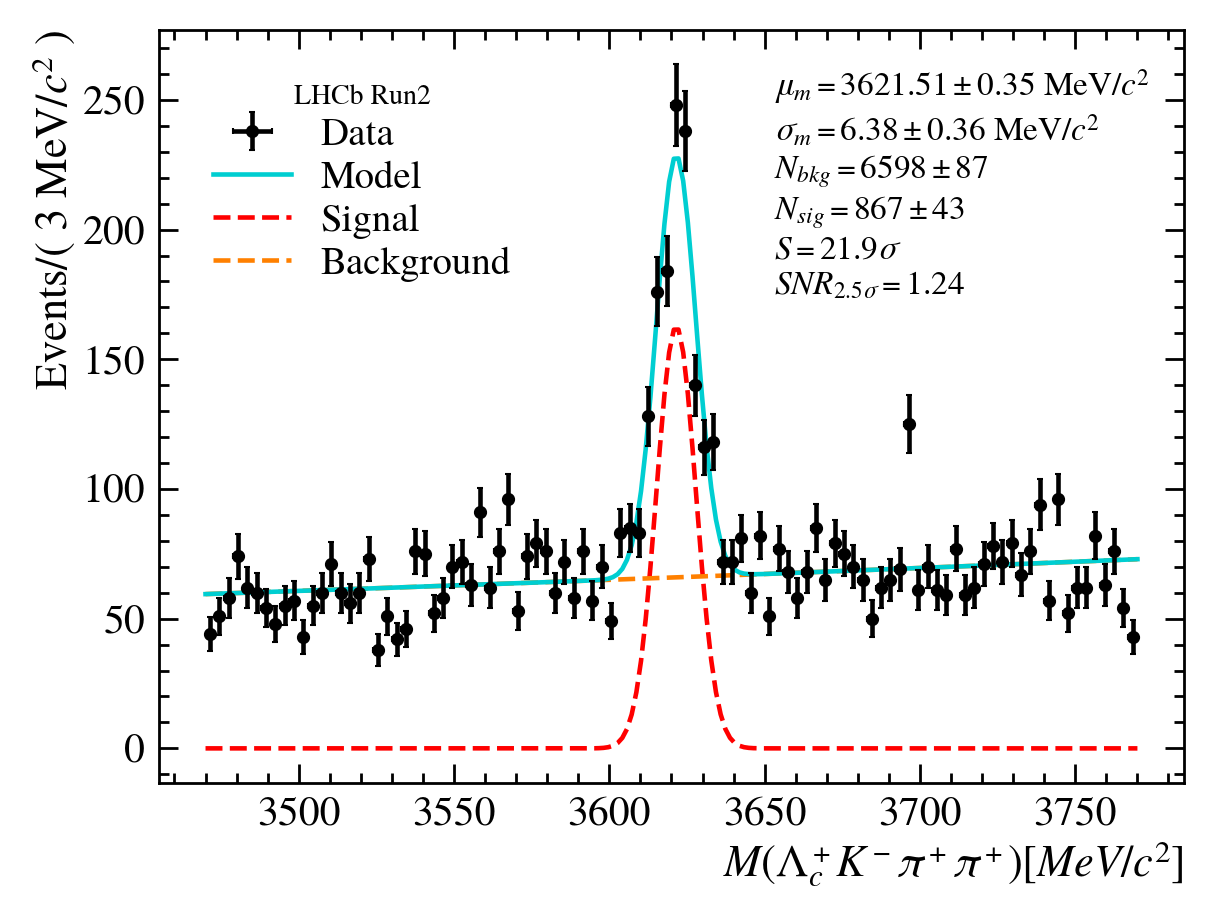 Events/( 3 MeV/c² )
250
200
150
100
50
0
LHCb Run2
Data
Model
Signal
Background
μ_m = 3621.51 ± 0.35 MeV/c²
σ_m = 6.38 ± 0.36 MeV/c²
N_bkg = 6598 ± 87
N_sig = 867 ± 43
S = 21.9σ
SNR_2.5σ = 1.24
3500 3550 3600 3650 3700 3750
M(Λ_c⁺K⁻π⁺π⁺)[MeV/c²]